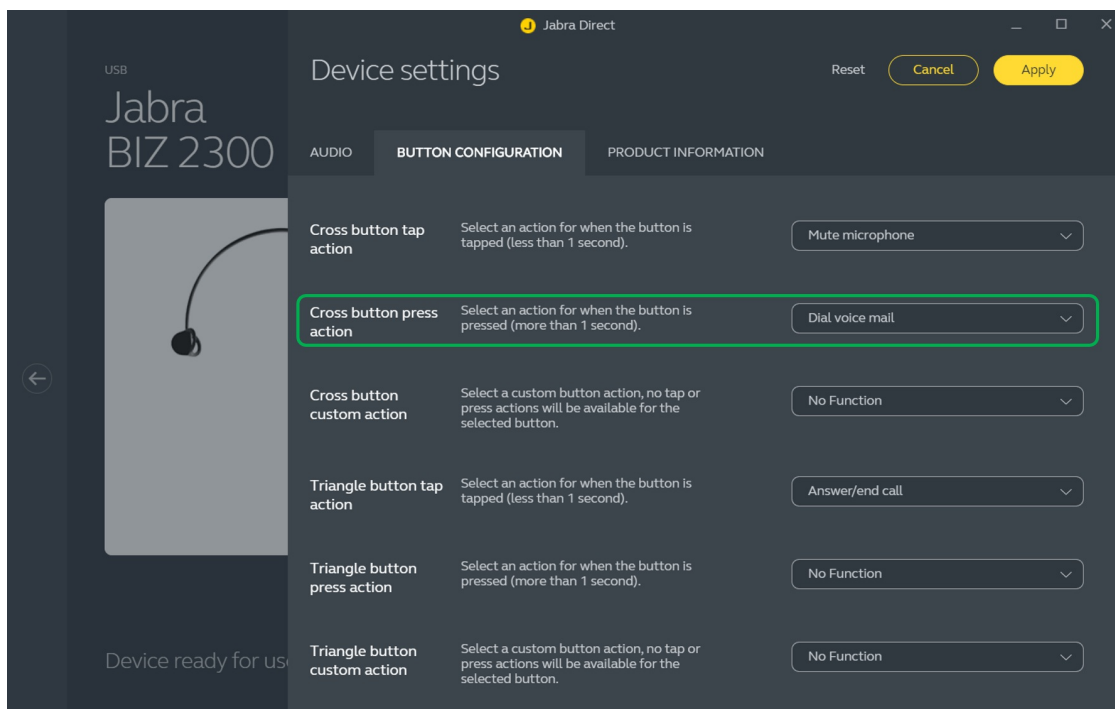 Jabra Direct
USB
Jabra
BIZ 2300
Device settings
Reset
Cancel
Apply
AUDIO
BUTTON CONFIGURATION
PRODUCT INFORMATION
Cross button tap
action
Select an action for when the button is
tapped (less than 1 second).
Mute microphone
Cross button press
action
Select an action for when the button is
pressed (more than 1 second).
Dial voice mail
Cross button
custom action
Select a custom button action, no tap or
press actions will be available for the
selected button.
No Function
Triangle button tap
action
Select an action for when the button is
tapped (less than 1 second).
Answer/end call
Triangle button
press action
Select an action for when the button is
pressed (more than 1 second).
No Function
Triangle button
custom action
Select a custom button action, no tap or
press actions will be available for the
selected button.
No Function
Device ready for us